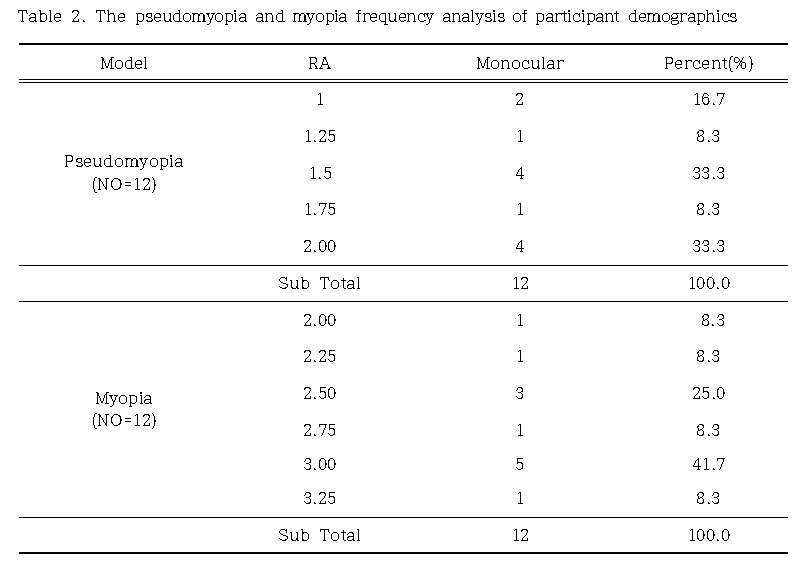 Table 2. The pseudomyopia and myopia frequency analysis of participant demographics
Model RA Monocular Percent(%)
1 2 16.7
1.25 1 8.3
Pseudomyopia
(NO=12)
1.5 4 33.3
1.75 1 8.3
2.00 4 33.3
Sub Total 12 100.0
2.00 1 8.3
2.25 1 8.3
2.50 3 25.0
Myopia
(NO=12)
2.75 1 8.3
3.00 5 41.7
3.25 1 8.3
Sub Total 12 100.0